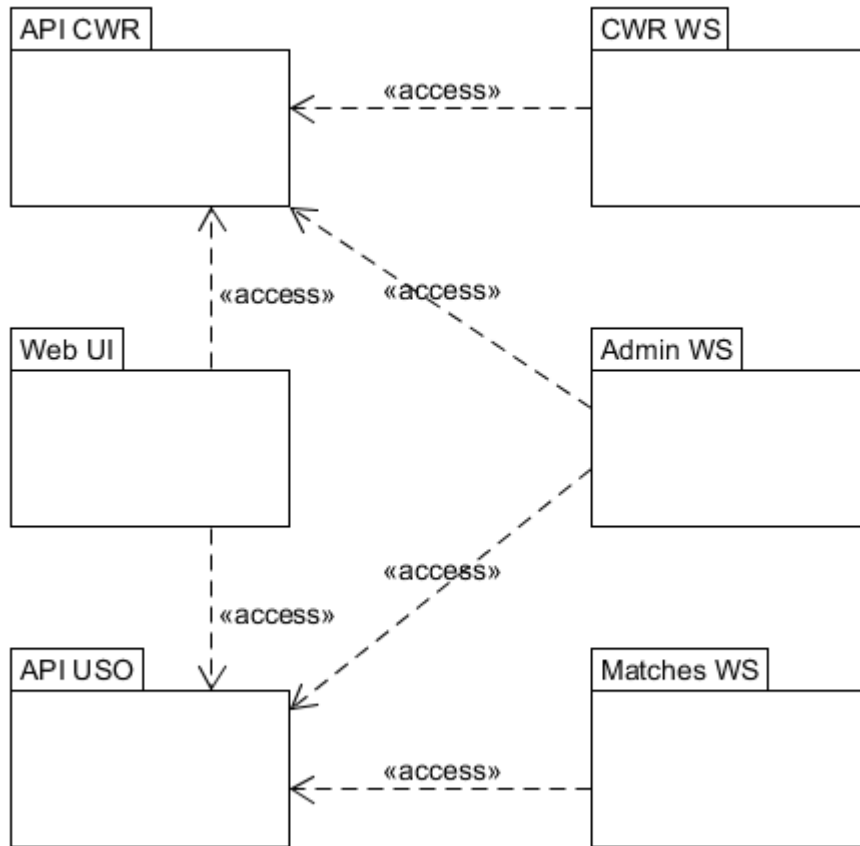 API CWR
CWR WS
«access»
«access»
«access»
Web UI
Admin WS
«access»
«access»
API USO
Matches WS
«access»